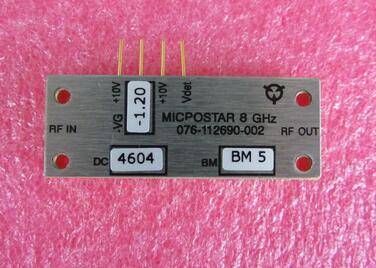 -VG
+10V
+10V
Vdet
-1.20
MICPOSTAR 8 GHz
076-112690-002
RF IN
RF OUT
DC 4604
BM BM 5